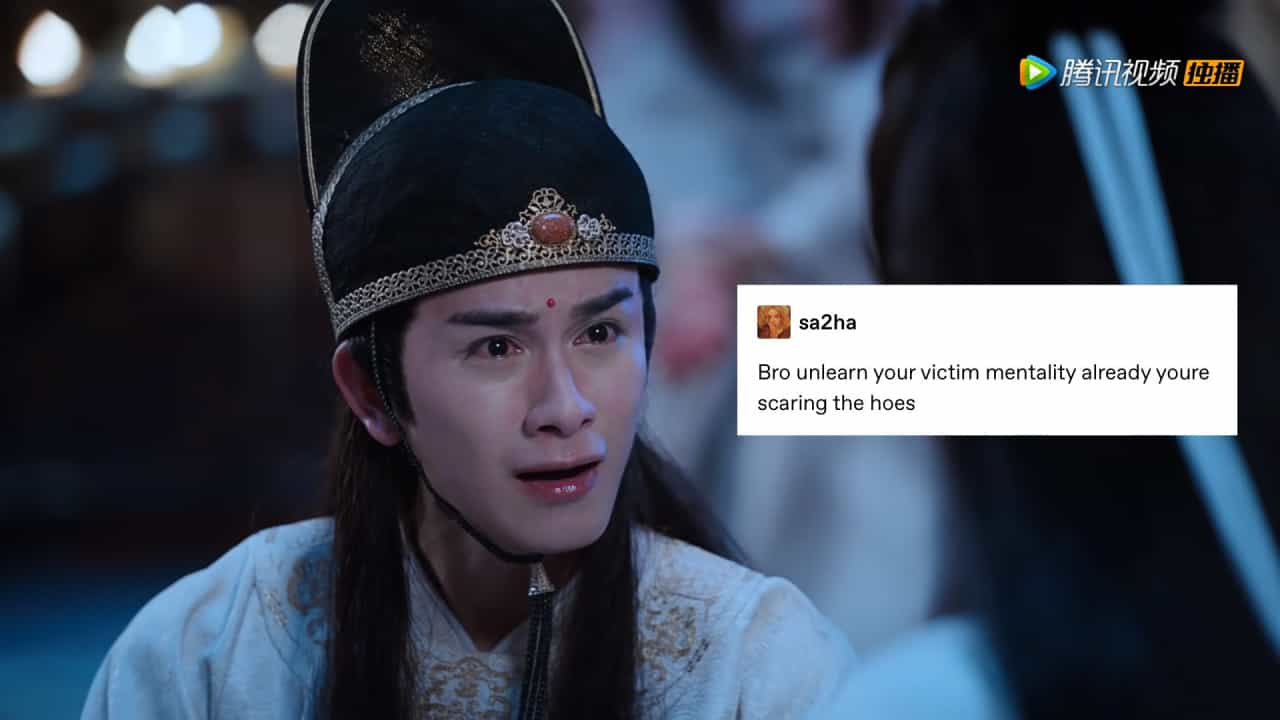 腾讯视频 独播
sa2ha
Bro unlearn your victim mentality already youre
scaring the hoes